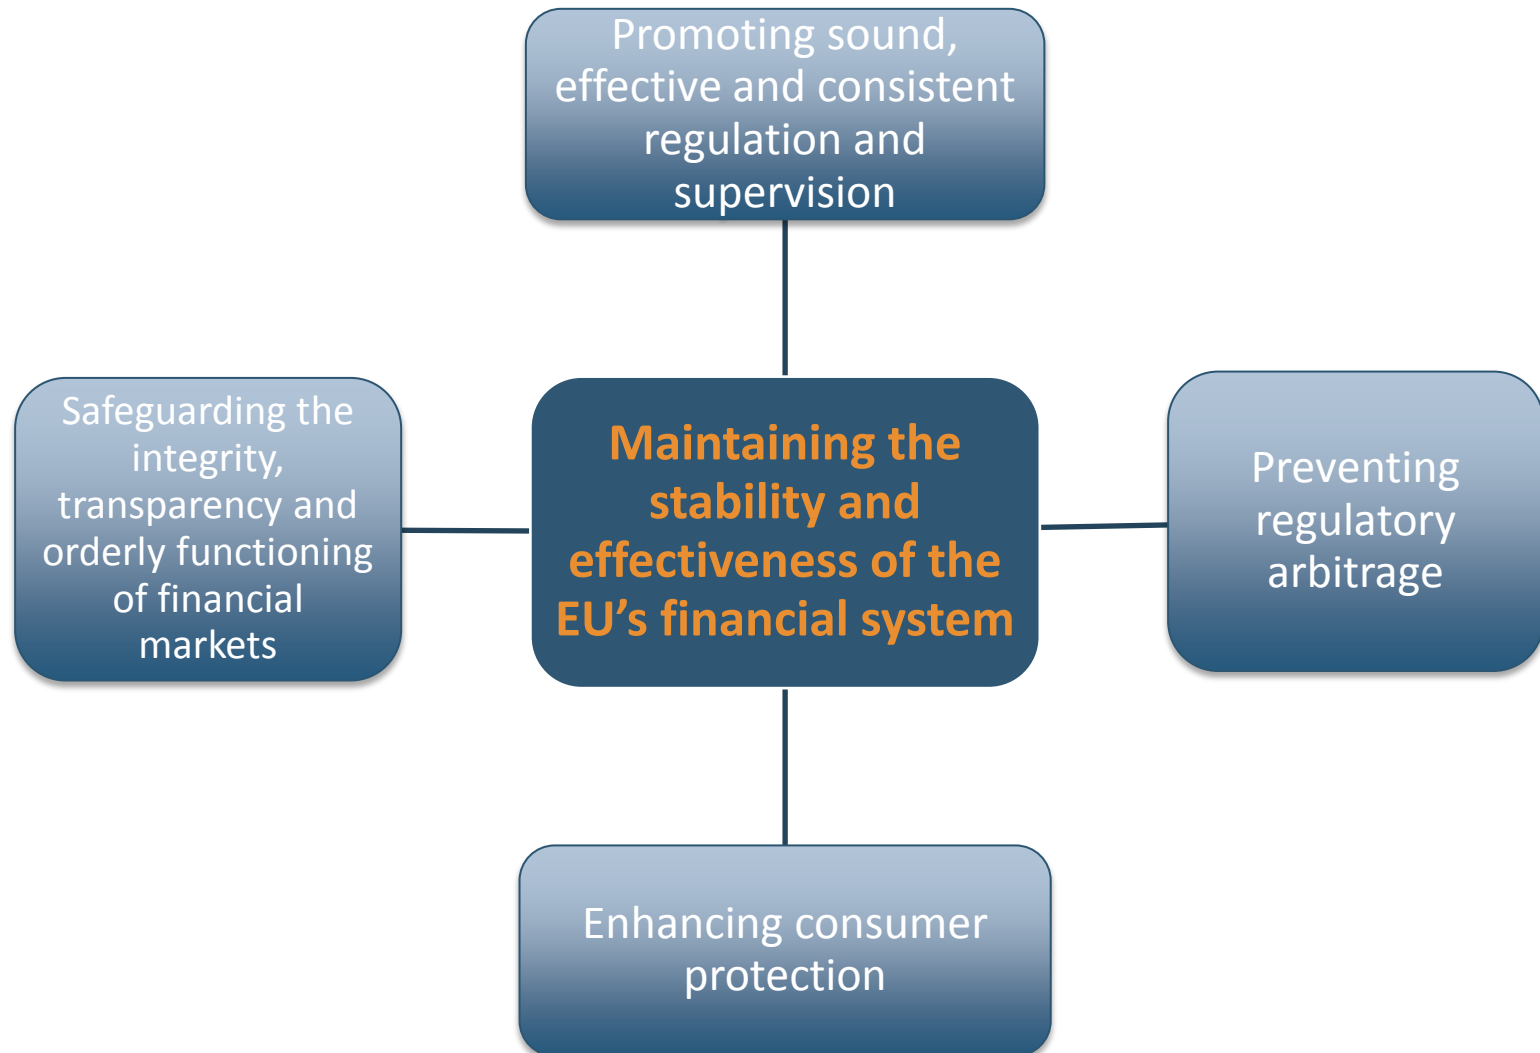 Promoting sound,
effective and consistent
regulation and
supervision
Safeguarding the
integrity,
transparency and
orderly functioning
of financial
markets
Maintaining the
stability and
effectiveness of the
EU’s financial system
Preventing
regulatory
arbitrage
Enhancing consumer
protection